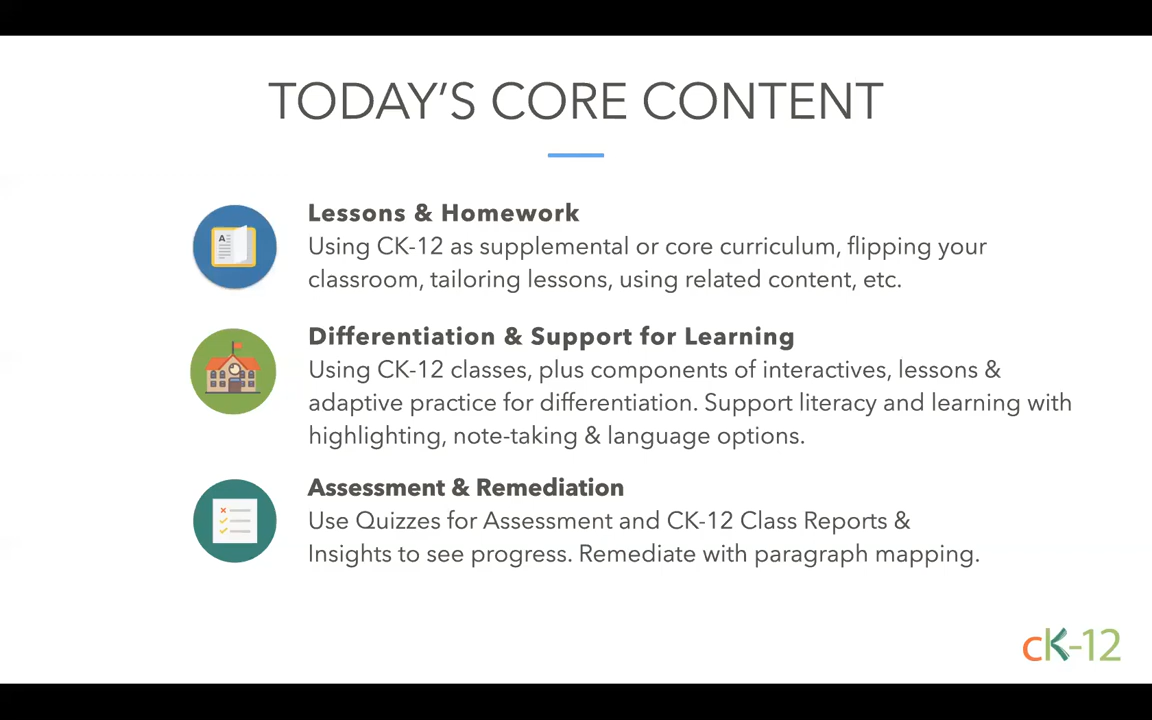 TODAY’S CORE CONTENT
Lessons & Homework
Using CK-12 as supplemental or core curriculum, flipping your
classroom, tailoring lessons, using related content, etc.
Differentiation & Support for Learning
Using CK-12 classes, plus components of interactives, lessons &
adaptive practice for differentiation. Support literacy and learning with
highlighting, note-taking & language options.
Assessment & Remediation
Use Quizzes for Assessment and CK-12 Class Reports &
Insights to see progress. Remediate with paragraph mapping.
cK-12